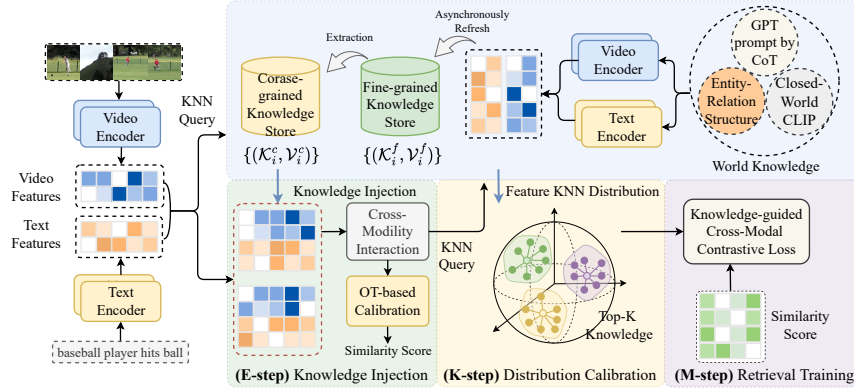 Video
Encoder
Video
Features
Text
Features
Text
Encoder
baseball player hits ball
KNN
Query
Extraction
Asynchronously
Refresh
Corase-
grained
Knowledge
Store
Fine-grained
Knowledge
Store
{(𝒦ᵢᶜ, 𝒱ᵢᶜ)}
{(𝒦ᵢᶠ, 𝒱ᵢᶠ)}
Video
Encoder
Text
Encoder
GPT
prompt by
CoT
Entity-
Relation
Structure
Closed-
World
CLIP
World Knowledge
Knowledge Injection
Cross-
Modility
Interaction
OT-based
Calibration
Similarity Score
(E-step) Knowledge Injection
KNN
Query
Feature KNN Distribution
Top-K
Knowledge
(K-step) Distribution Calibration
Knowledge-guided
Cross-Modal
Contrastive Loss
Similarity
Score
(M-step) Retrieval Training